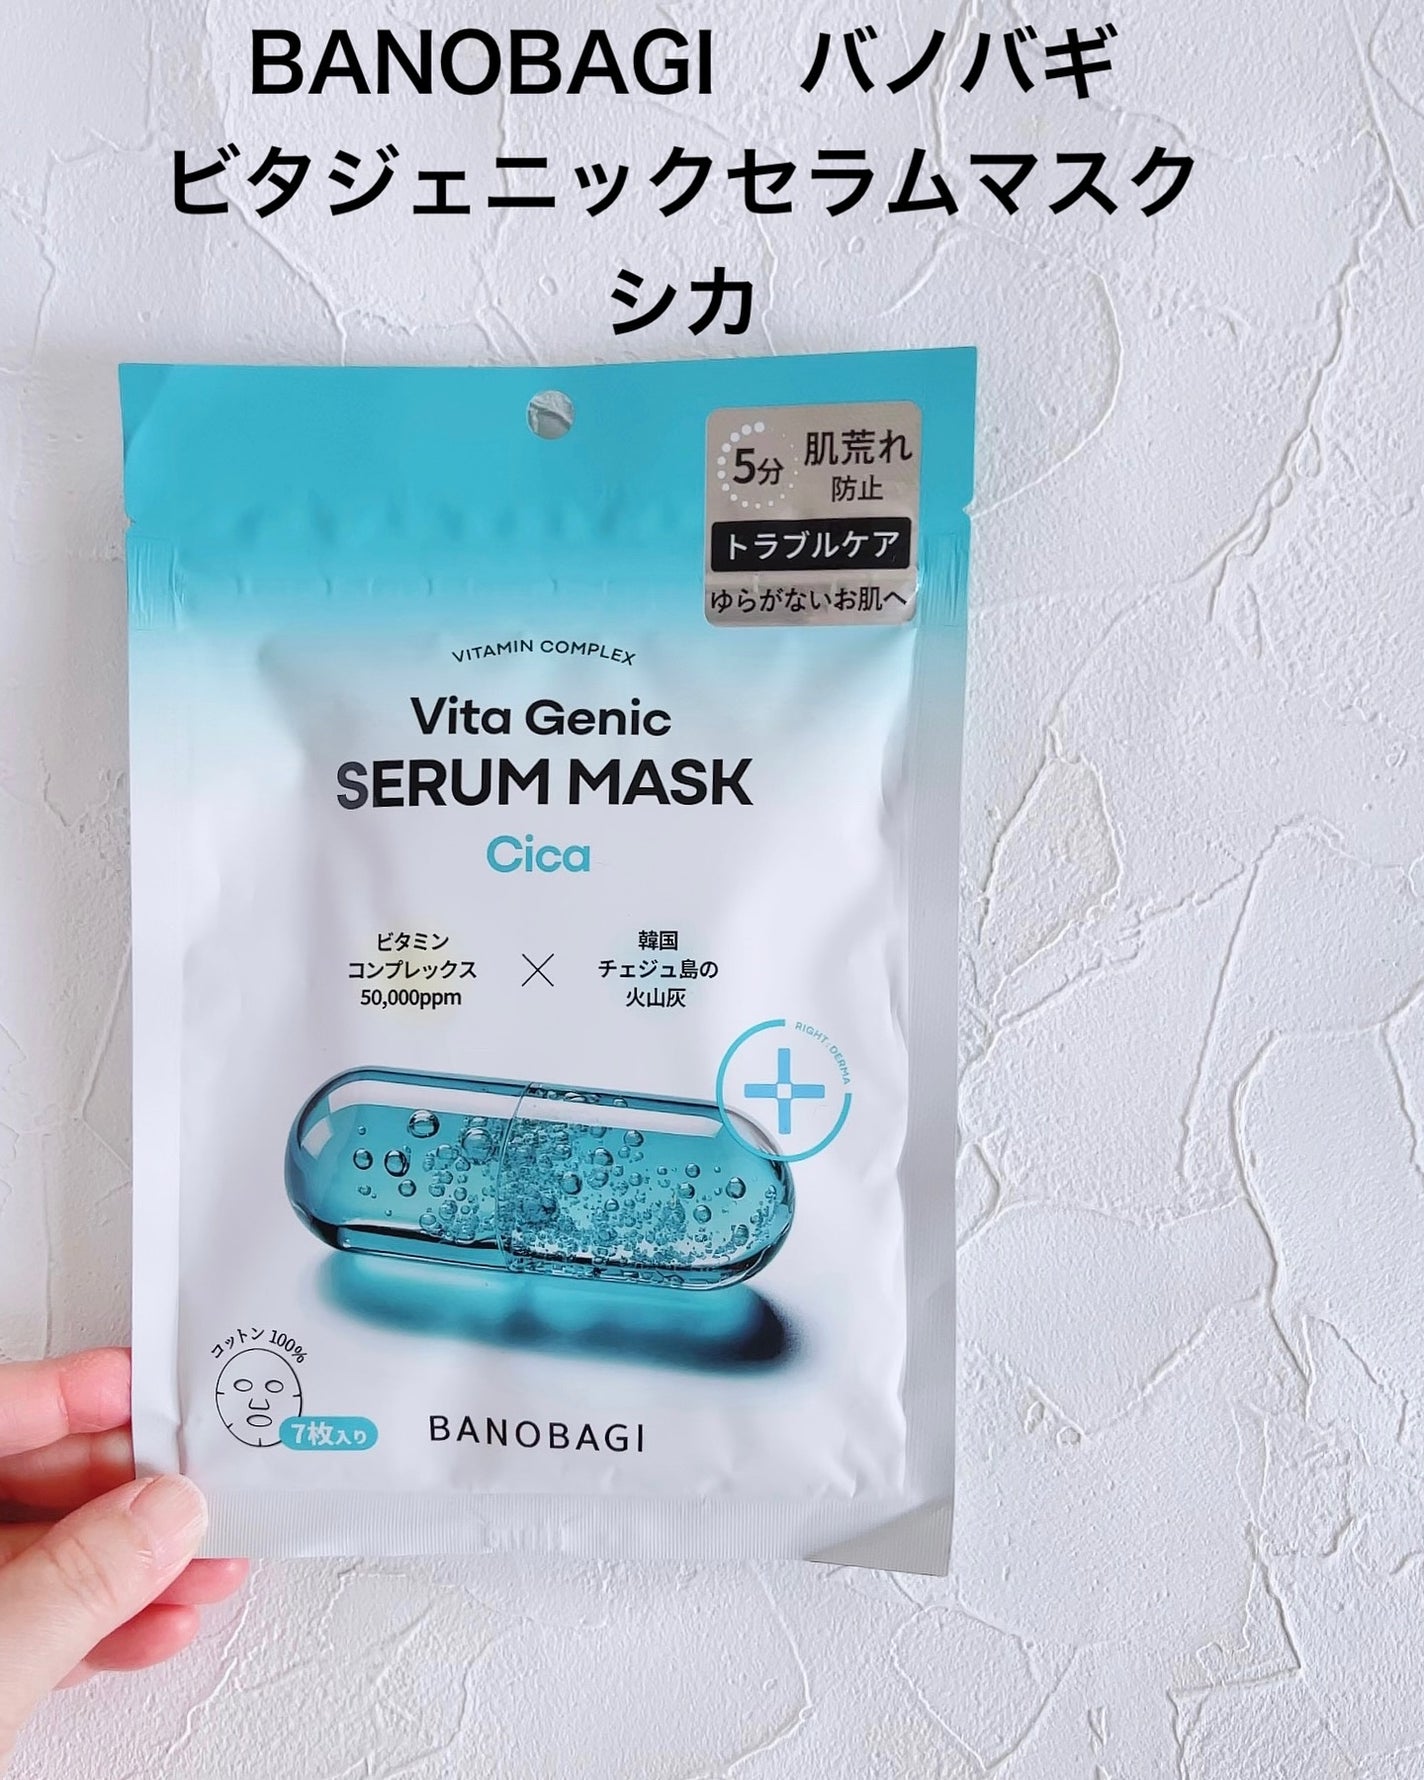 BANOBAGI　バノバギ
ビタジェニックセラムマスク
シカ
5分 肌荒れ
防止
トラブルケア
ゆらがないお肌へ
VITAMIN COMPLEX
Vita Genic
SERUM MASK
Cica
ビタミン
コンプレックス
50,000ppm
×
韓国
チェジュ島の
火山灰
RIGHT:DERMA
コットン 100%
7枚入り
BANOBAGI